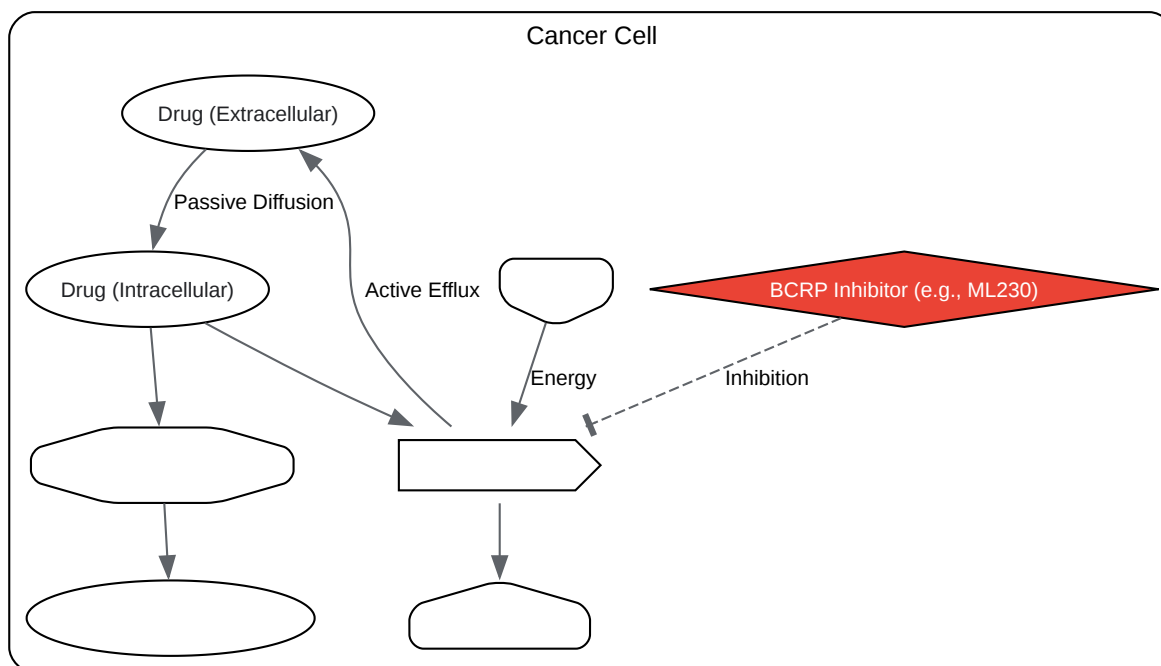 Cancer Cell
Drug (Extracellular)
Passive Diffusion
Drug (Intracellular)
Active Efflux
BCRP Inhibitor (e.g., ML230)
Energy
Inhibition